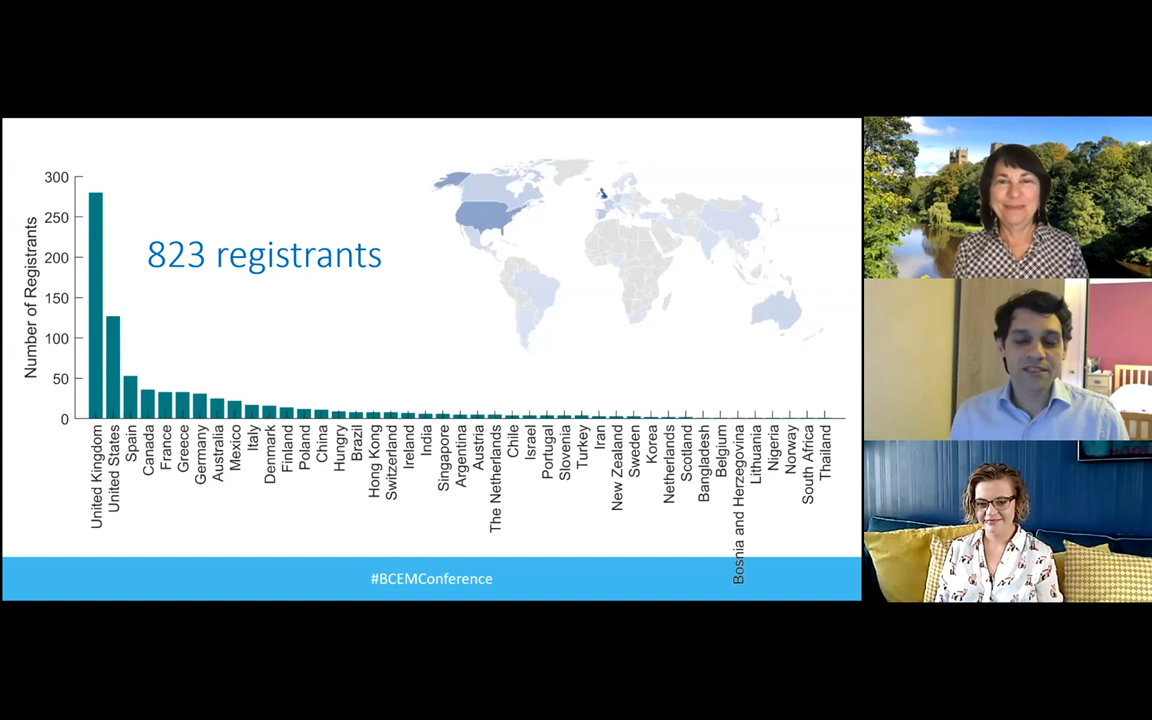 823 registrants
Number of Registrants
300
250
200
150
100
50
0
United Kingdom
United States
Spain
Canada
France
Greece
Germany
Australia
Mexico
Italy
Denmark
Finland
Poland
China
Hungry
Brazil
Hong Kong
Switzerland
Ireland
India
Singapore
Argentina
Austria
The Netherlands
Chile
Israel
Portugal
Slovenia
Turkey
Iran
New Zealand
Sweden
Korea
Netherlands
Scotland
Bangladesh
Belgium
Bosnia and Herzegovina
Lithuania
Nigeria
Norway
South Africa
Thailand
#BCEMConference